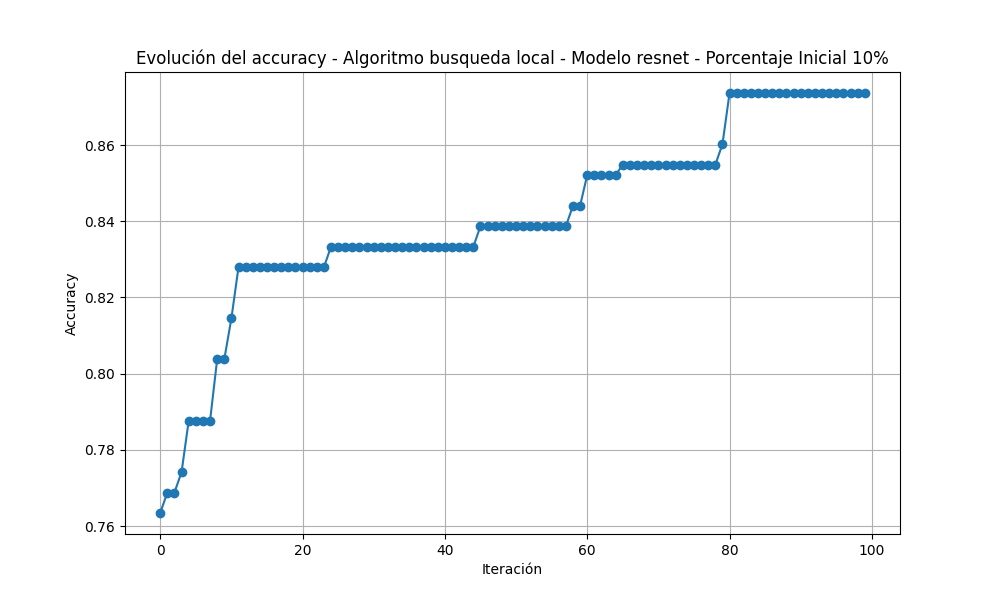 Evolución del accuracy - Algoritmo busqueda local - Modelo resnet - Porcentaje Inicial 10%
Accuracy
0.86
0.84
0.82
0.80
0.78
0.76
0 20 40 60 80 100
Iteración